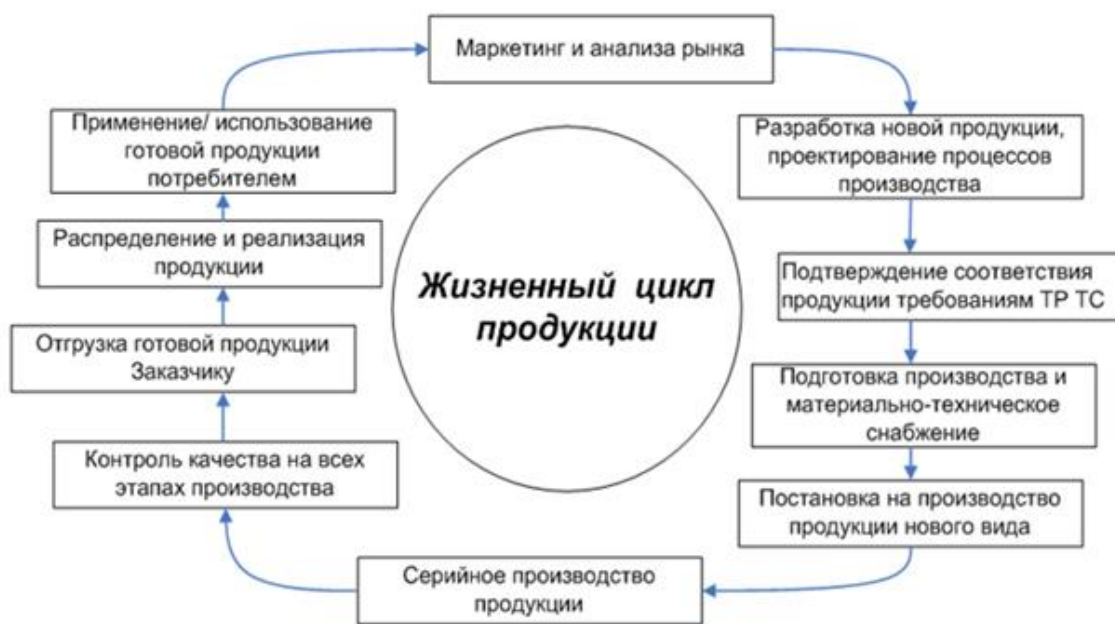 Маркетинг и анализа рынка
Разработка новой продукции,
проектирование процессов
производства
Подтверждение соответствия
продукции требованиям ТР ТС
Подготовка производства и
материально-техническое
снабжение
Постановка на производство
продукции нового вида
Серийное производство
продукции
Контроль качества на всех
этапах производства
Отгрузка готовой продукции
Заказчику
Распределение и реализация
продукции
Применение/ использование
готовой продукции
потребителем
Жизненный цикл
продукции